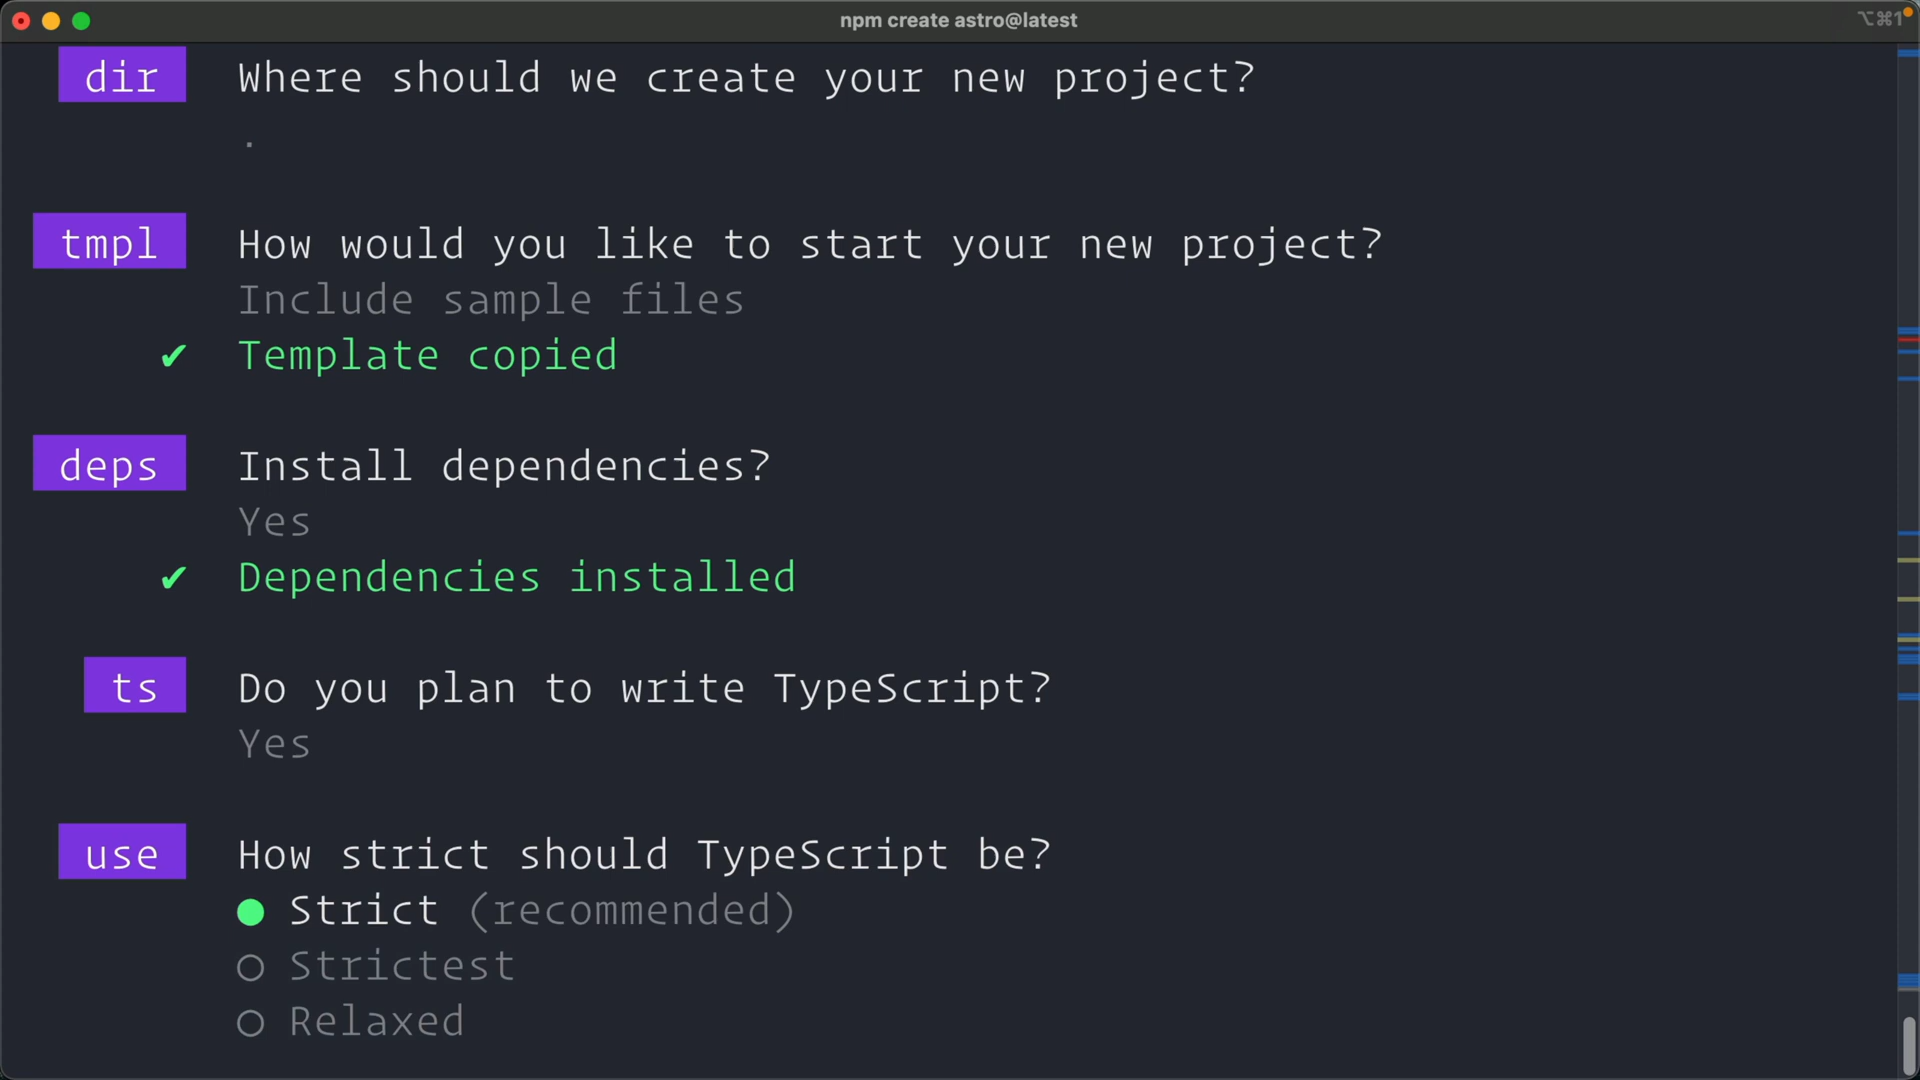 npm create astro@latest
⌥⌘1
dir Where should we create your new project?
.
tmpl How would you like to start your new project?
Include sample files
✔ Template copied
deps Install dependencies?
Yes
✔ Dependencies installed
ts Do you plan to write TypeScript?
Yes
use How strict should TypeScript be?
● Strict (recommended)
○ Strictest
○ Relaxed